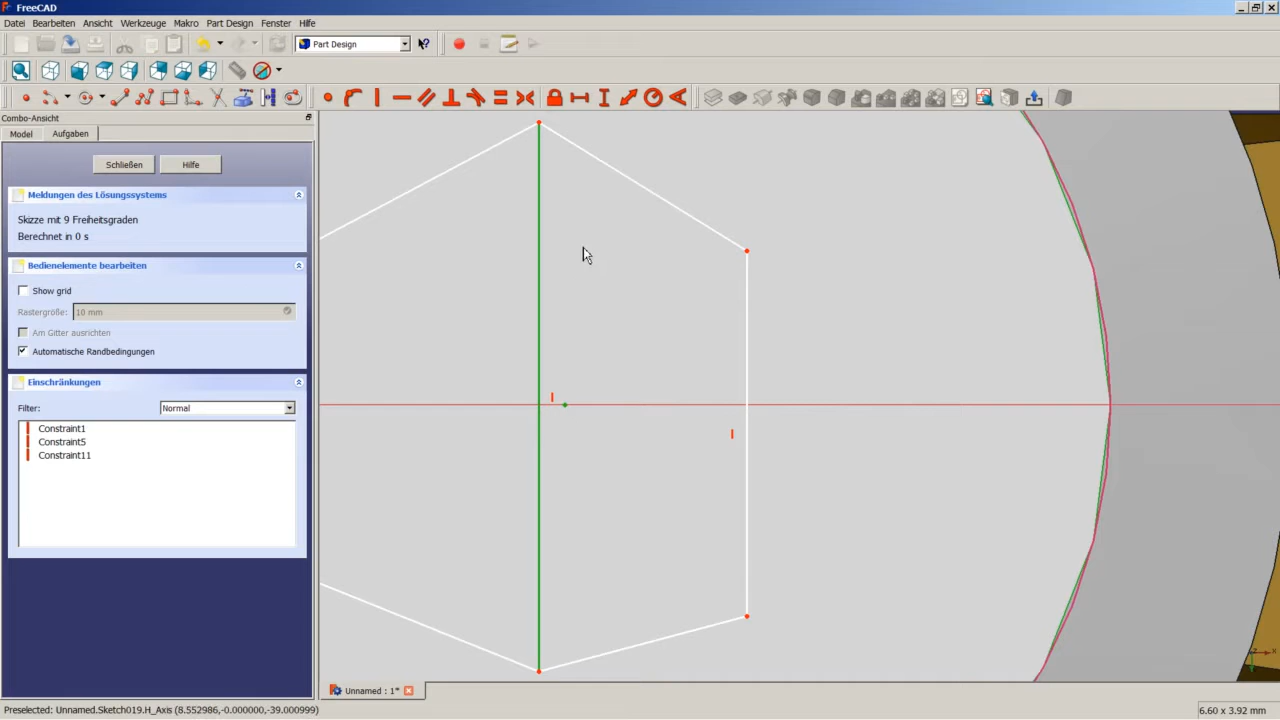 FreeCAD
Datei Bearbeiten Ansicht Werkzeuge Makro Part Design Fenster Hilfe
Part Design
Combo-Ansicht
Model Aufgaben
Schließen Hilfe
Meldungen des Lösungssystems
Skizze mit 9 Freiheitsgraden
Berechnet in 0 s
Bedienelemente bearbeiten
Show grid
Rastergröße: 10 mm
Am Gitter ausrichten
Automatische Randbedingungen
Einschränkungen
Filter: Normal
Constraint1
Constraint5
Constraint11
Unnamed : 1*
Preselected: Unnamed.Sketch019.H_Axis (8.552986,-0.000000,-39.000999)
6.60 x 3.92 mm